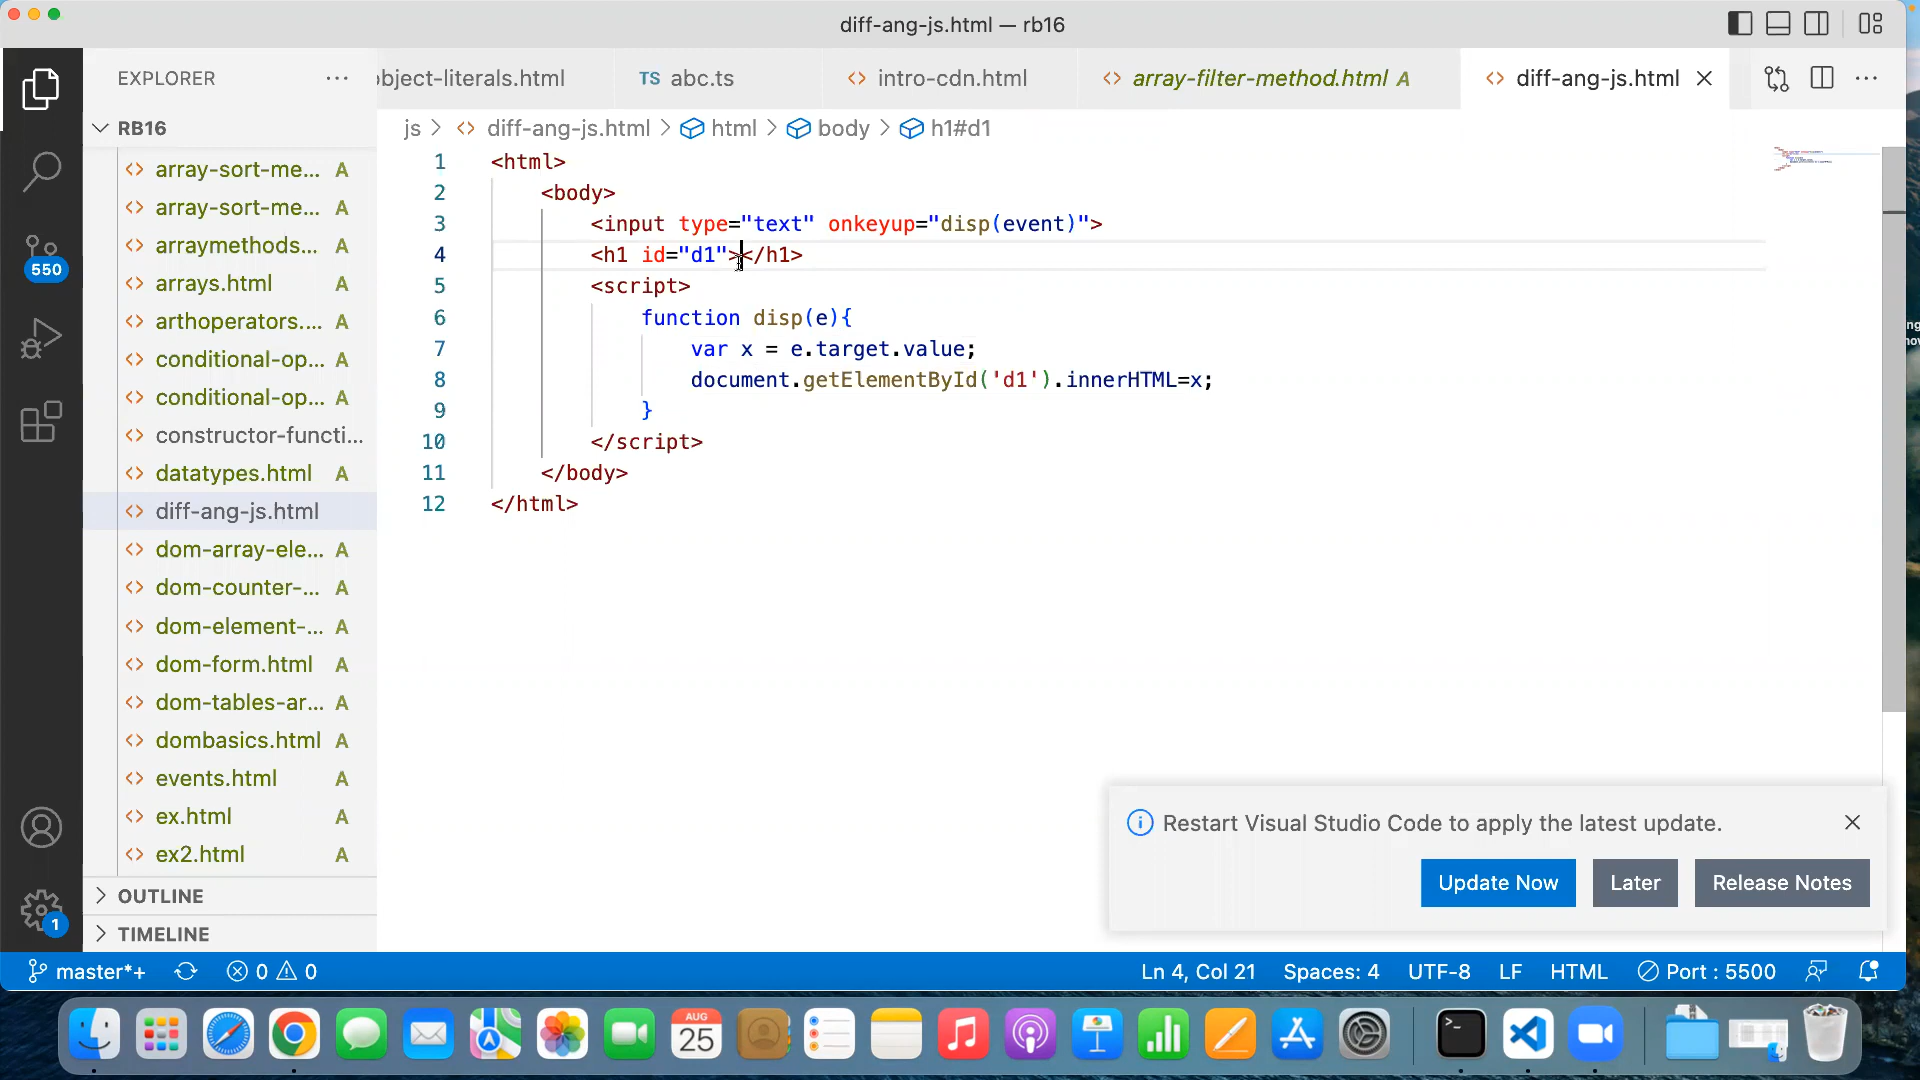 diff-ang-js.html — rb16
EXPLORER
bject-literals.html
TS abc.ts
intro-cdn.html
array-filter-method.html A
diff-ang-js.html
RB16
js > diff-ang-js.html > html > body > h1#d1
array-sort-me... A
array-sort-me... A
arraymethods... A
arrays.html A
arthoperators.... A
conditional-op... A
conditional-op... A
constructor-functi...
datatypes.html A
diff-ang-js.html
dom-array-ele... A
dom-counter-... A
dom-element-... A
dom-form.html A
dom-tables-ar... A
dombasics.html A
events.html A
ex.html A
ex2.html A
OUTLINE
TIMELINE
550
1
1 <html>
2 <body>
3 <input type="text" onkeyup="disp(event)">
4 <h1 id="d1"></h1>
5 <script>
6 function disp(e){
7 var x = e.target.value;
8 document.getElementById('d1').innerHTML=x;
9 }
10 </script>
11 </body>
12 </html>
Restart Visual Studio Code to apply the latest update.
Update Now
Later
Release Notes
master*+
0 0
Ln 4, Col 21
Spaces: 4
UTF-8
LF
HTML
Port : 5500
AUG
25